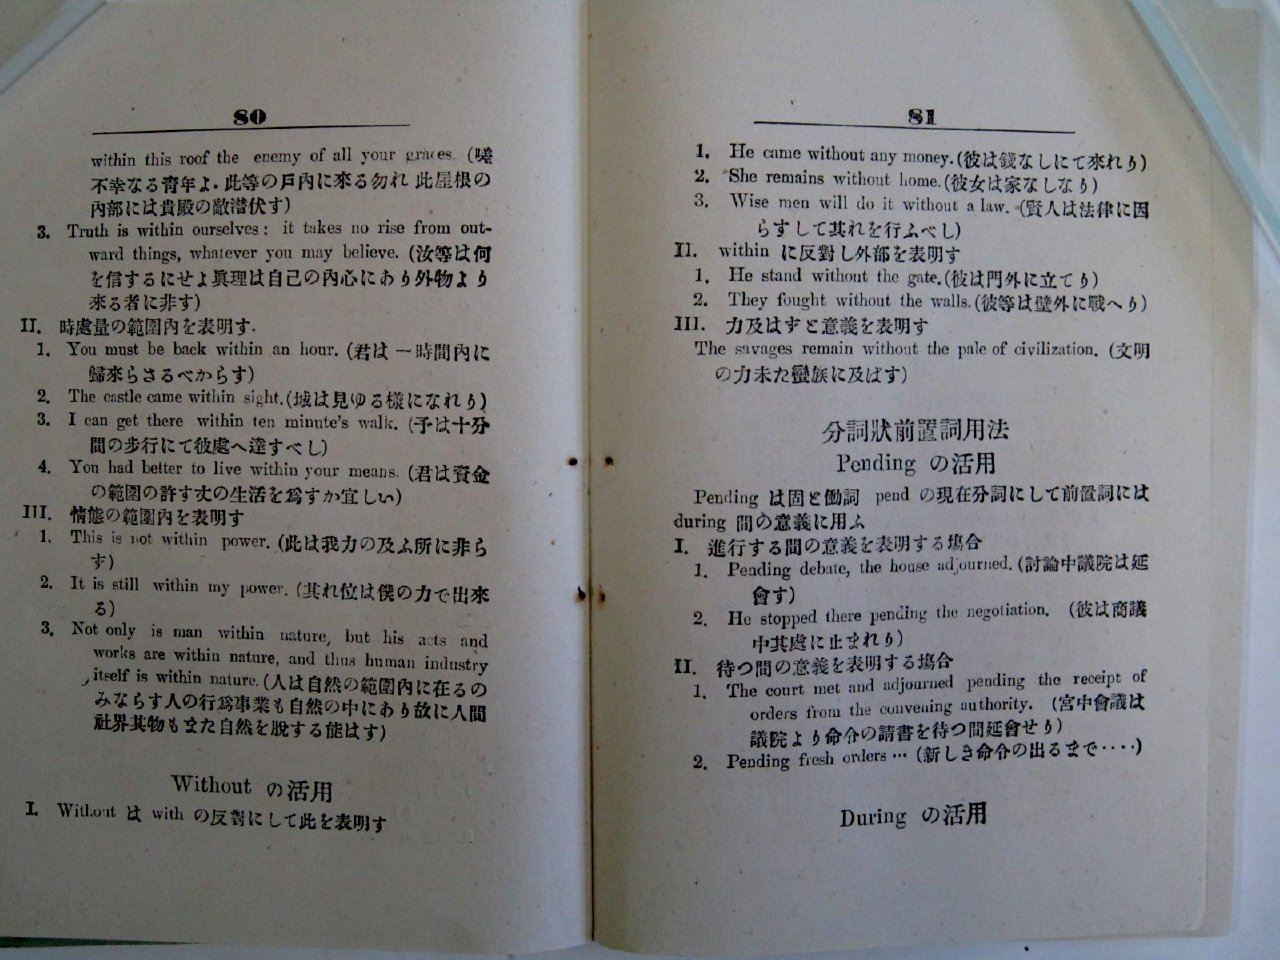 80
within this roof the enemy of all your graces. (嗟
不幸なる靑年よ・此等の戸內に來る勿れ 此屋根の
內部には貴殿の敵潛伏す)
3. Truth is within ourselves: it takes no rise from out-
ward things, whatever you may believe. (汝等は何
を信するにせよ眞理は自己の內心にあり外物より
來る者に非す)
II. 時處量の範圍內を表明す.
1. You must be back within an hour. (君は一時間內に
歸來らさるべからす)
2. The castle came within sight. (城は見ゆる樣になれり)
3. I can get there within ten minute's walk. (予は十分
間の步行にて彼處へ達すべし)
4. You had better to live within your means. (君は資金
の範圍の許す丈の生活を爲すか宜しい)
III. 情態の範圍內を表明す
1. This is not within power. (此は我力の及ふ所に非ら
す)
2. It is still within my power. (其れ位は僕の力で出來
る)
3. Not only is man within nature, but his acts and
works are within nature, and thus human industry
itself is within nature. (人は自然の範圍內に在るの
みならす人の行爲事業も自然の中にあり故に人間
社界其物もまた自然を脫する能はす)
Without の活用
I. Without は with の反對にして此を表明す
81
1. He came without any money. (彼は錢なしにて來れり)
2. She remains without home. (彼女は家なしなり)
3. Wise men will do it without a law. (賢人は法律に因
らすして其れを行ふべし)
II. within に反對し外部を表明す
1. He stand without the gate. (彼は門外に立てり)
2. They fought without the walls. (彼等は壁外に戰へり)
III. 力及はずと意義を表明す
The savages remain without the pale of civilization. (文明
の力未た蠻族に及ばす)
分詞狀前置詞用法
Pending の活用
Pending は固と働詞 pend の現在分詞にして前置詞には
during 間の意義に用ふ
I. 進行する間の意義を表明する塲合
1. Pending debate, the house adjourned. (討論中議院は延
會す)
2. He stopped there pending the negotiation. (彼は商議
中其處に止まれり)
II. 待つ間の意義を表明する塲合
1. The court met and adjourned pending the receipt of
orders from the convening authority. (宮中會議は
議院より命令の請書を待つ間延會せり)
2. Pending fresh orders … (新しき命令の出るまで‥‥)
During の活用